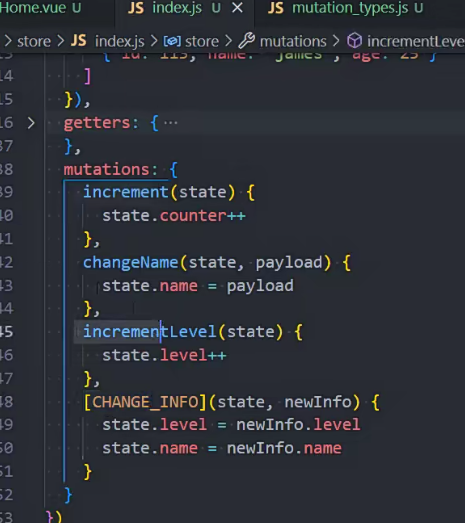 Home.vue U JS index.js U X JS mutation_types.js U
> store > JS index.js > store > mutations > incrementLeve
{ id: 113, name: "james", age: 25 }
14 ]
15 }),
16 > getters: { ...
37 },
38 mutations: {
39 increment(state) {
40 state.counter++
41 },
42 changeName(state, payload) {
43 state.name = payload
44 },
45 incrementLevel(state) {
46 state.level++
47 },
48 [CHANGE_INFO](state, newInfo) {
49 state.level = newInfo.level
50 state.name = newInfo.name
51 }
52 }
53 })